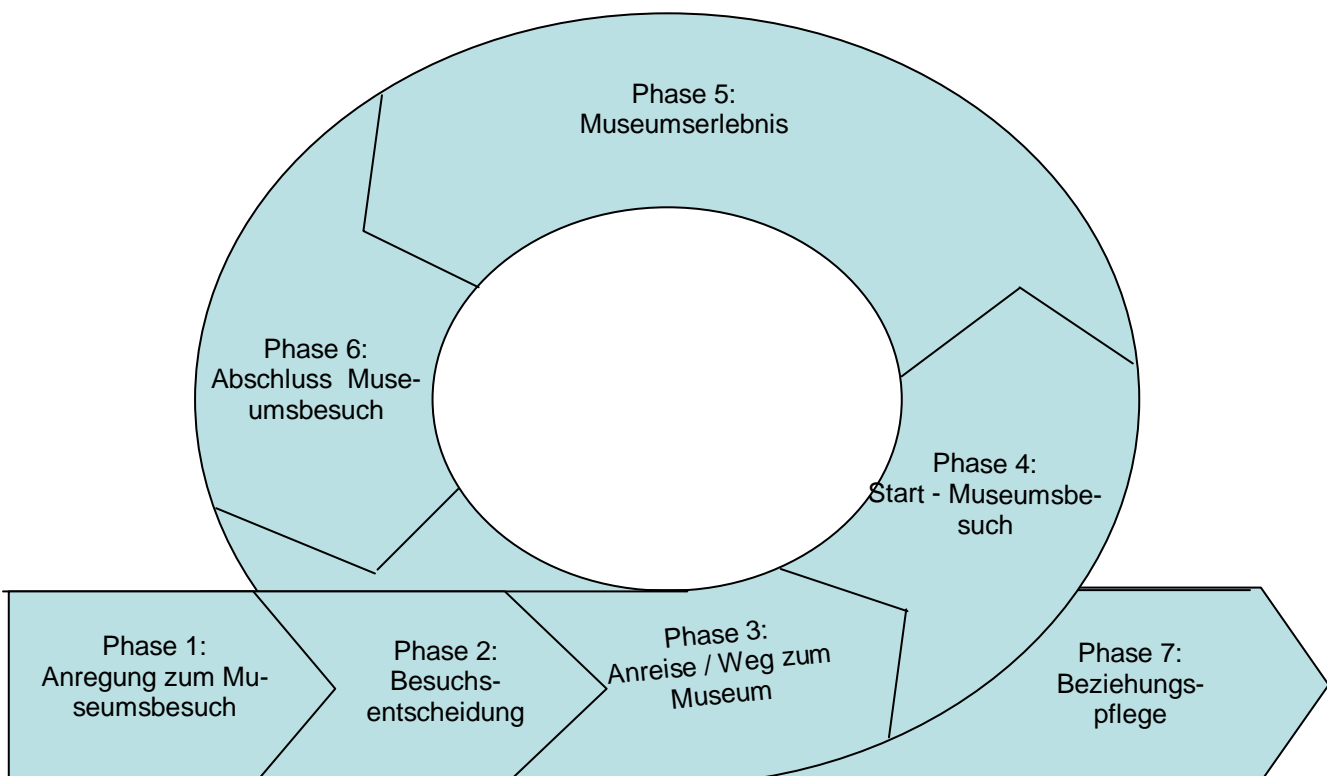 Phase 1:
Anregung zum Mu-
seumsbesuch
Phase 2:
Besuchs-
entscheidung
Phase 3:
Anreise / Weg zum
Museum
Phase 4:
Start - Museumsbe-
such
Phase 5:
Museumserlebnis
Phase 6:
Abschluss  Muse-
umsbesuch
Phase 7:
Beziehungs-
pflege